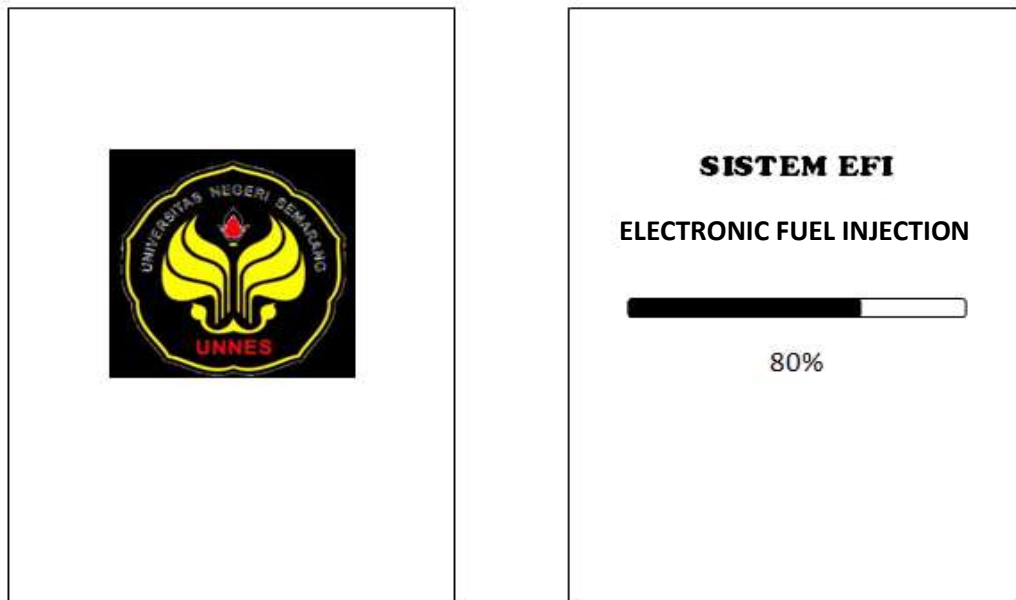 UNIVERSITAS NEGERI SEMARANG
UNNES
SISTEM EFI
ELECTRONIC FUEL INJECTION
80%